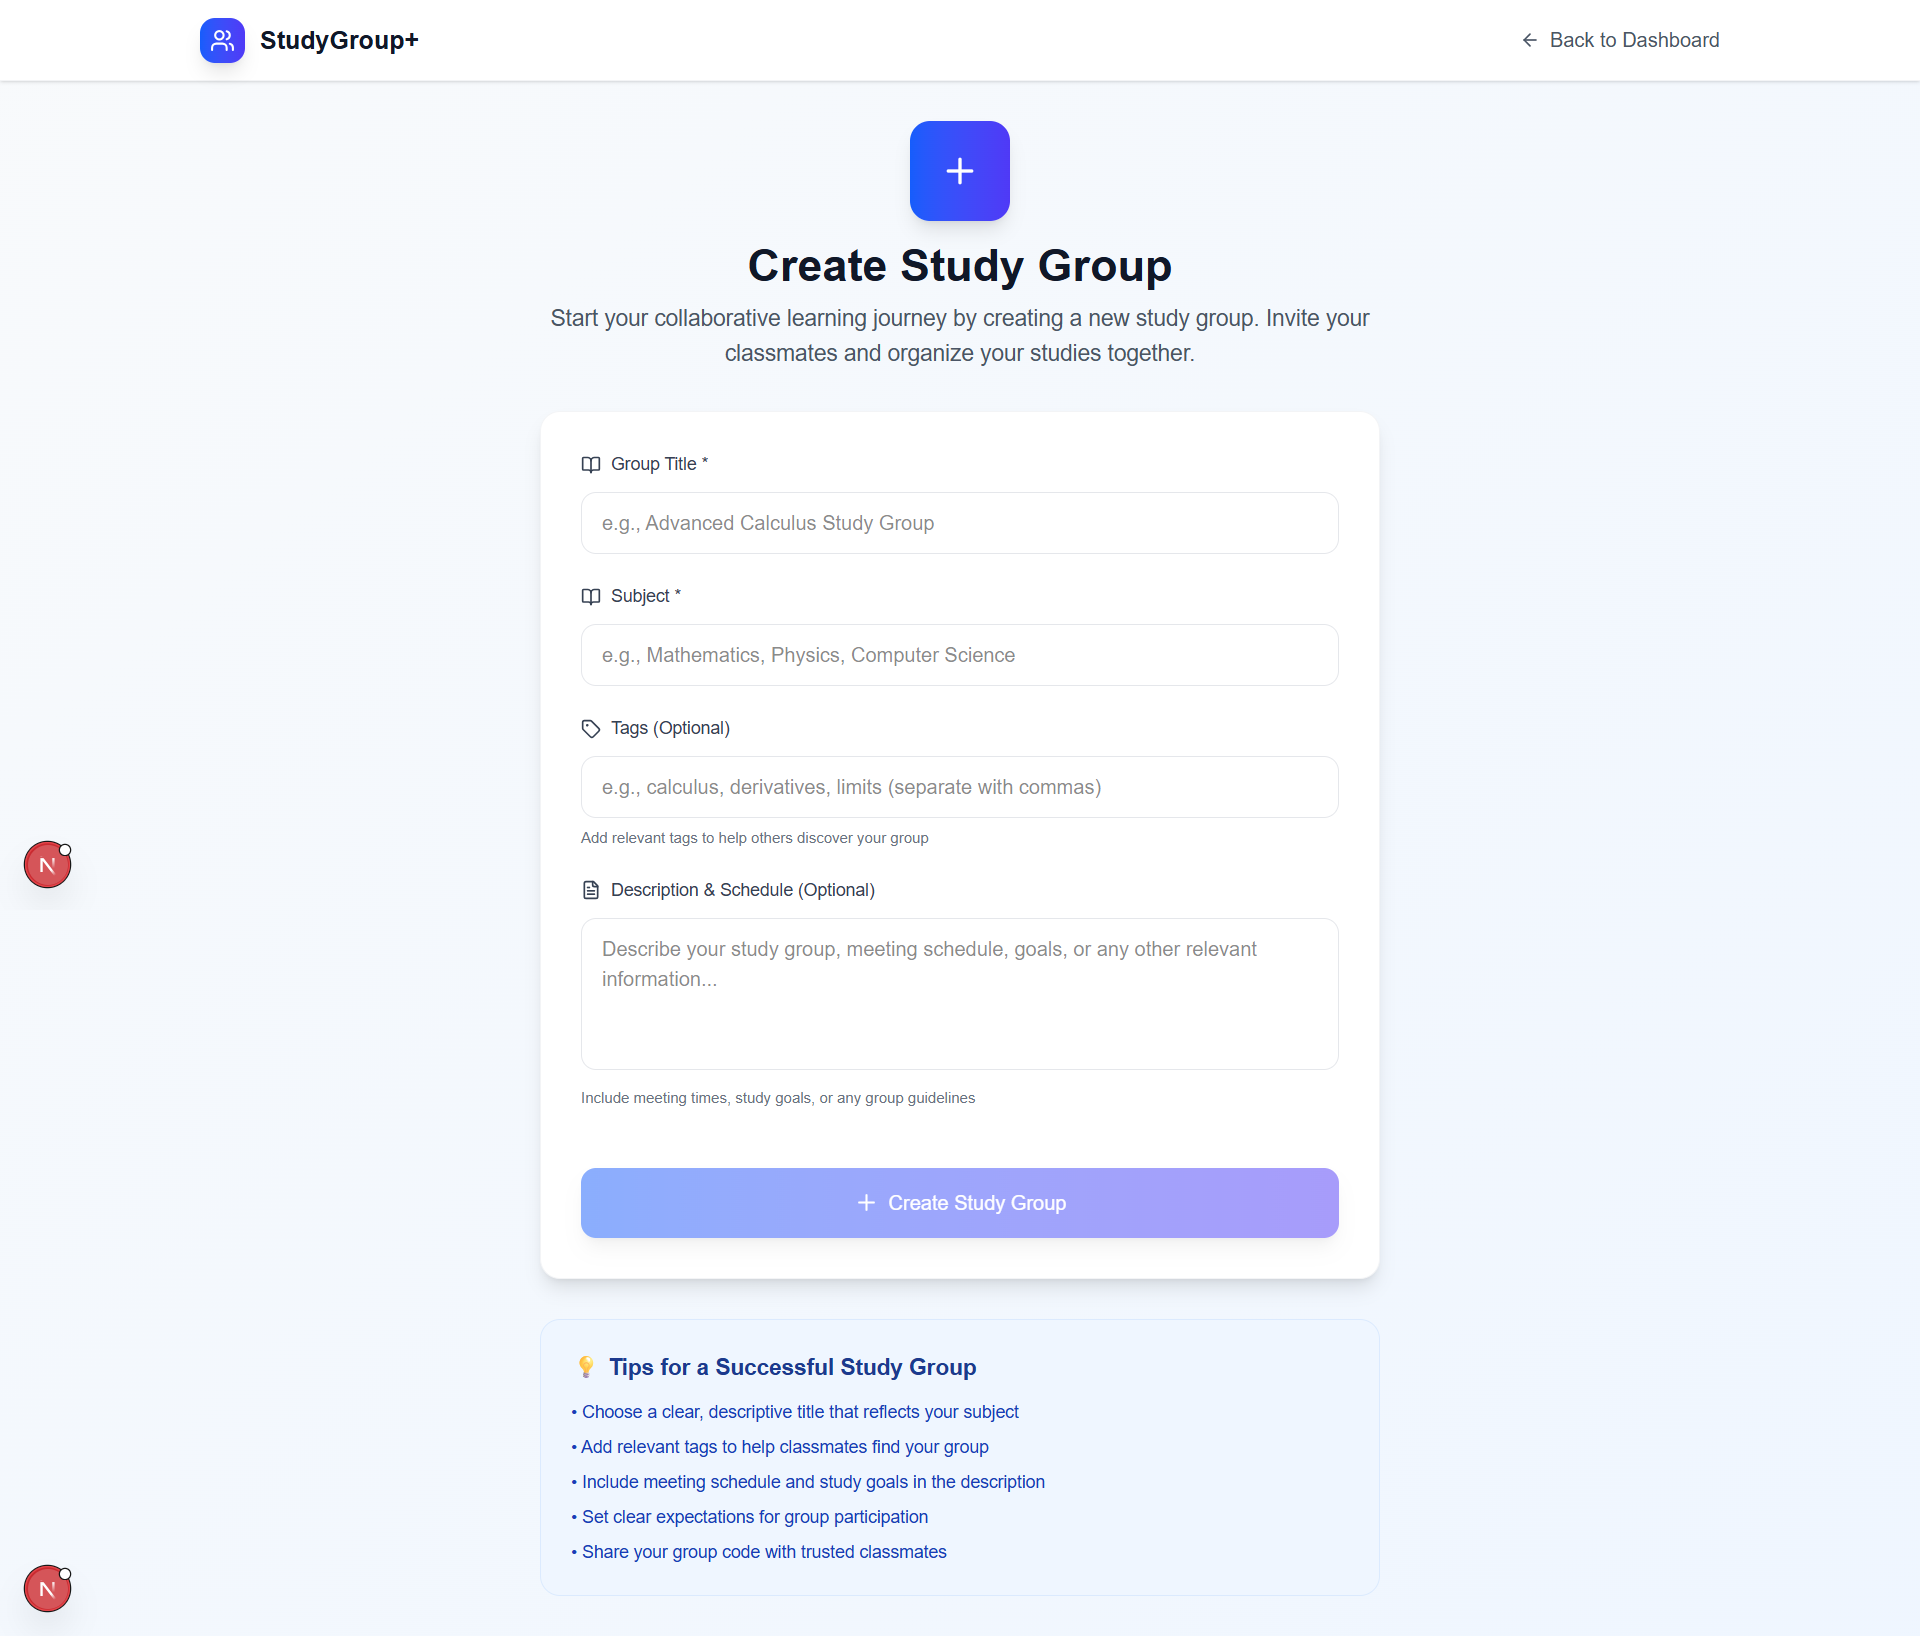 StudyGroup+
Back to Dashboard
Create Study Group
Start your collaborative learning journey by creating a new study group. Invite your
classmates and organize your studies together.
Group Title *
e.g., Advanced Calculus Study Group
Subject *
e.g., Mathematics, Physics, Computer Science
Tags (Optional)
e.g., calculus, derivatives, limits (separate with commas)
Add relevant tags to help others discover your group
N
Description & Schedule (Optional)
Describe your study group, meeting schedule, goals, or any other relevant
information...
Include meeting times, study goals, or any group guidelines
Create Study Group
💡 Tips for a Successful Study Group
• Choose a clear, descriptive title that reflects your subject
• Add relevant tags to help classmates find your group
• Include meeting schedule and study goals in the description
• Set clear expectations for group participation
• Share your group code with trusted classmates
N